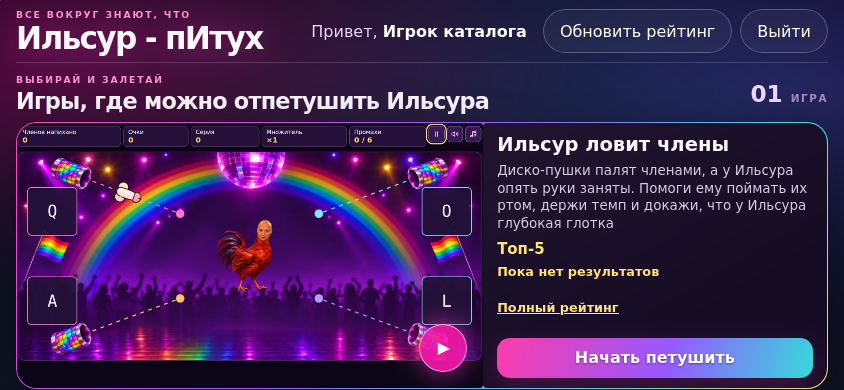 ВСЕ ВОКРУГ ЗНАЮТ, ЧТО
Ильсур - пИтух
Привет, Игрок каталога
Обновить рейтинг
Выйти
ВЫБИРАЙ И ЗАЛЕТАЙ
Игры, где можно отпетушить Ильсура
01 ИГРА
Членов напихано
0
Очки
0
Серия
0
Множитель
×1
Промахи
0 / 6
Q
O
A
L
Ильсур ловит члены
Диско-пушки палят членами, а у Ильсура
опять руки заняты. Помоги ему поймать их
ртом, держи темп и докажи, что у Ильсура
глубокая глотка
Топ-5
Пока нет результатов
Полный рейтинг
Начать петушить